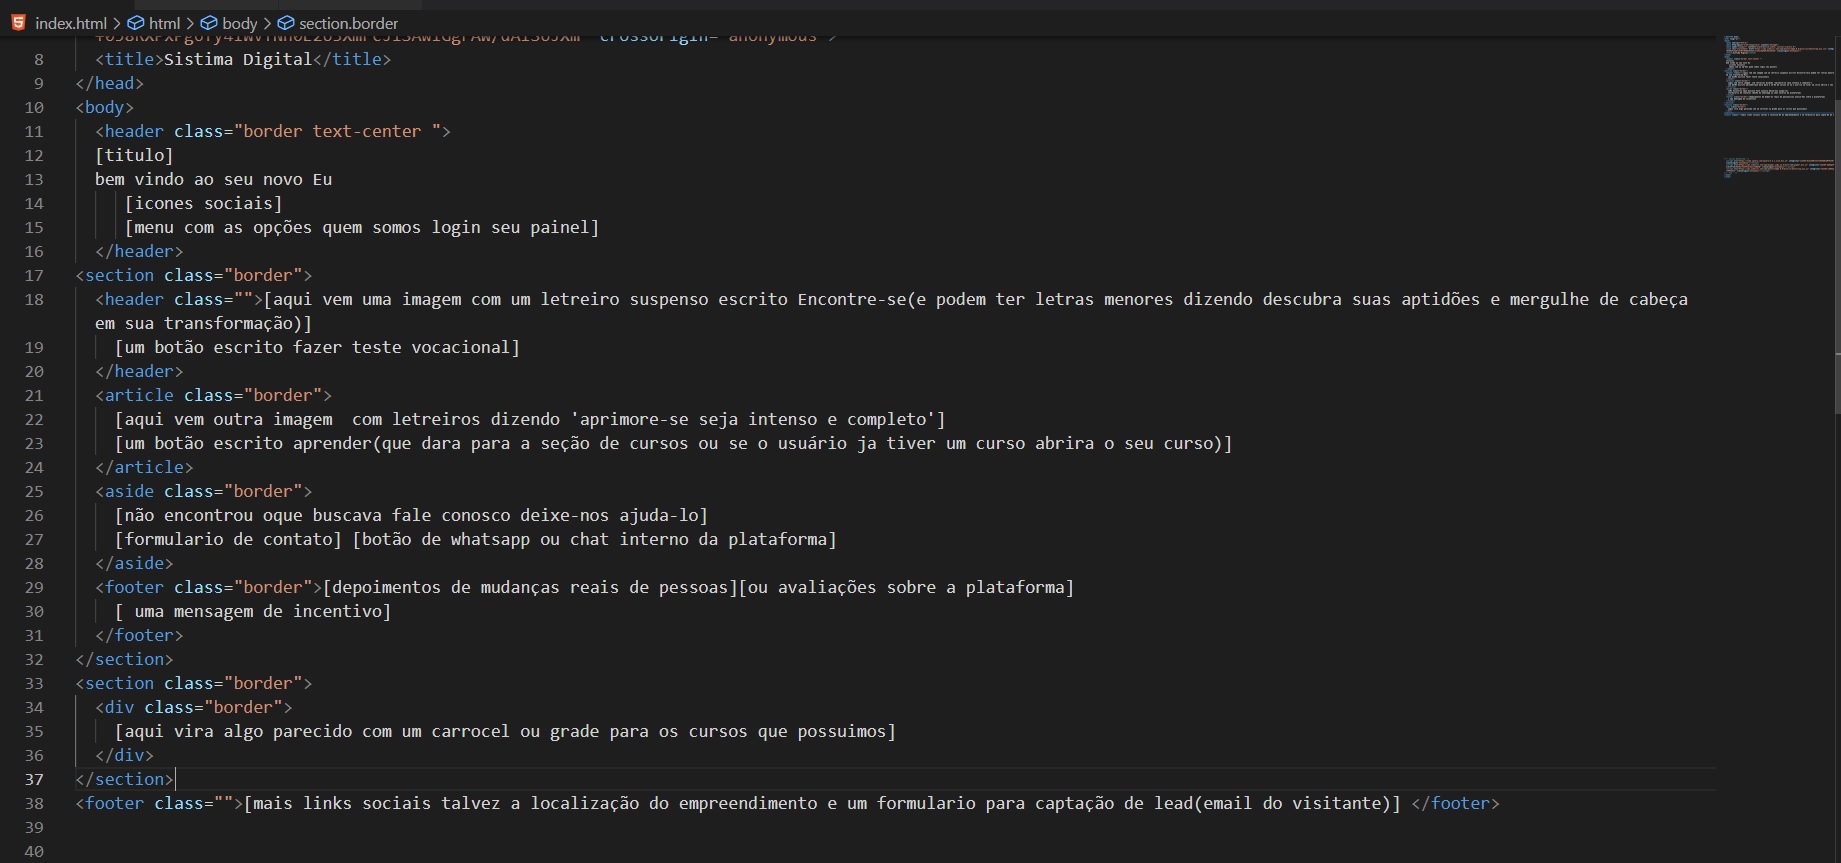 index.html > html > body > section.border
crossorigin="anonymous">
8 <title>Sistima Digital</title>
9 </head>
10 <body>
11 <header class="border text-center ">
12 [titulo]
13 bem vindo ao seu novo Eu
14 [icones sociais]
15 [menu com as opções quem somos login seu painel]
16 </header>
17 <section class="border">
18 <header class="">[aqui vem uma imagem com um letreiro suspenso escrito Encontre-se(e podem ter letras menores dizendo descubra suas aptidões e mergulhe de cabeça
em sua transformação)]
19 [um botão escrito fazer teste vocacional]
20 </header>
21 <article class="border">
22 [aqui vem outra imagem  com letreiros dizendo 'aprimore-se seja intenso e completo']
23 [um botão escrito aprender(que dara para a seção de cursos ou se o usuário ja tiver um curso abrira o seu curso)]
24 </article>
25 <aside class="border">
26 [não encontrou oque buscava fale conosco deixe-nos ajuda-lo]
27 [formulario de contato] [botão de whatsapp ou chat interno da plataforma]
28 </aside>
29 <footer class="border">[depoimentos de mudanças reais de pessoas][ou avaliações sobre a plataforma]
30 [ uma mensagem de incentivo]
31 </footer>
32 </section>
33 <section class="border">
34 <div class="border">
35 [aqui vira algo parecido com um carrocel ou grade para os cursos que possuimos]
36 </div>
37 </section>
38 <footer class="">[mais links sociais talvez a localização do empreendimento e um formulario para captação de lead(email do visitante)] </footer>
39
40